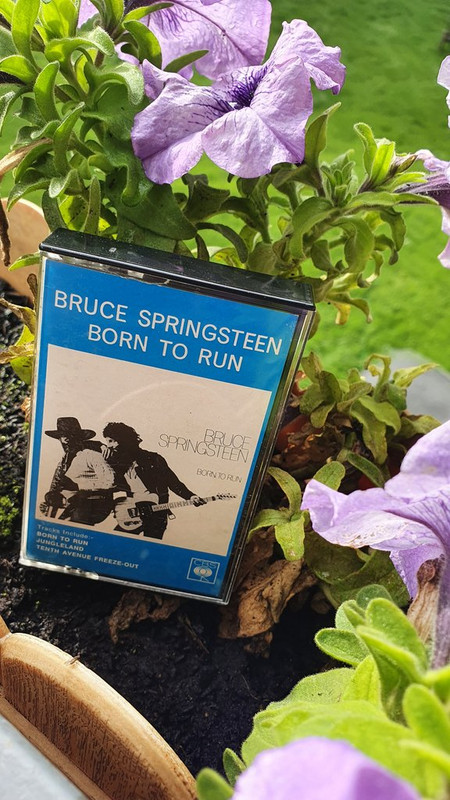 BRUCE SPRINGSTEEN
BORN TO RUN
BRUCE
SPRINGSTEEN
BORN TO RUN
Tracks Include:-
BORN TO RUN
JUNGLELAND
TENTH AVENUE FREEZE-OUT
CBS